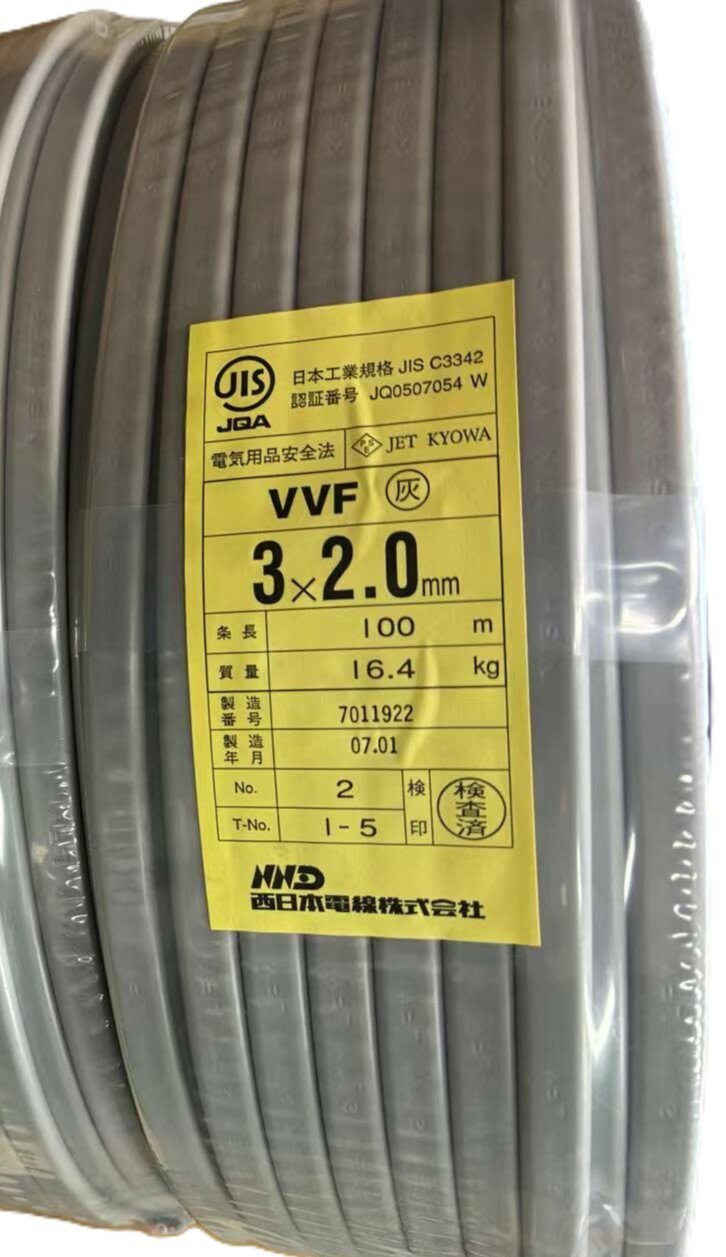 JIS
JQA
日本工業規格 JIS C3342
認証番号 JQ0507054 W
電気用品安全法
PSE JET KYOWA
VVF 灰
3×2.0mm
条長 100 m
質量 16.4 kg
製造番号 7011922
製造年月 07.01
No. 2
検印 検査済
T-No. 1-5
NND
西日本電線株式会社